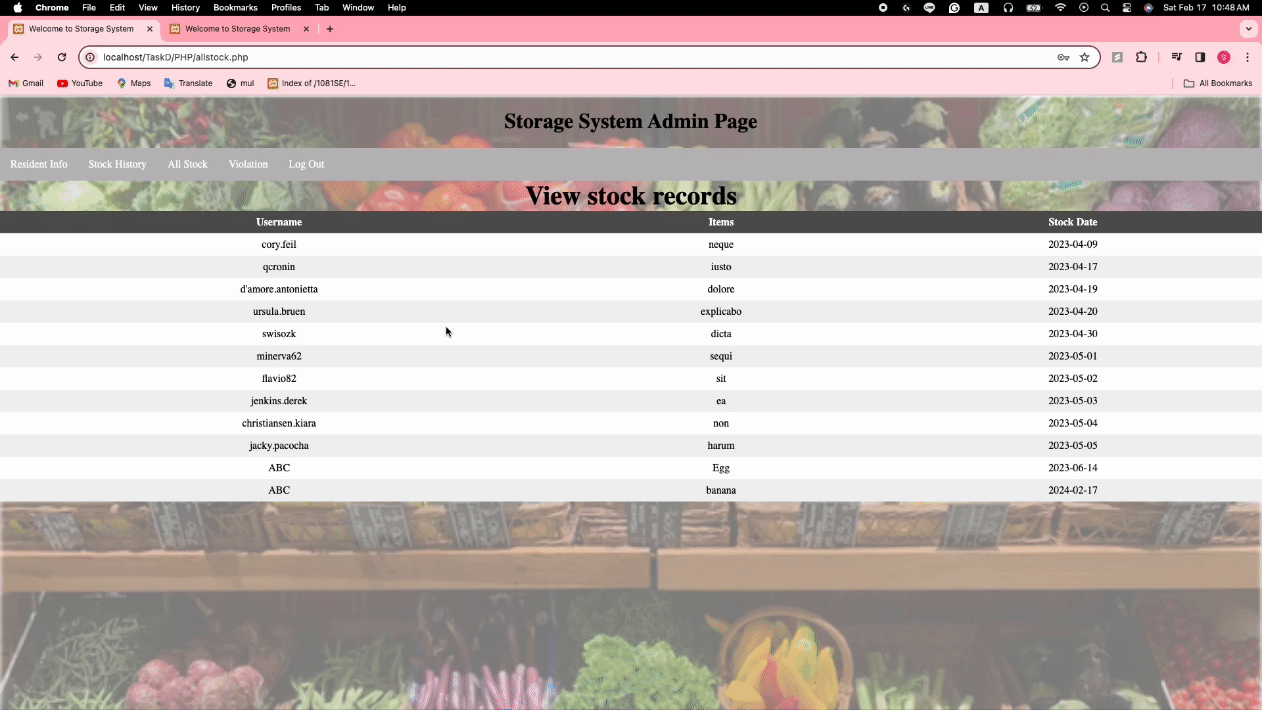 Chrome File Edit View History Bookmarks Profiles Tab Window Help A Sat Feb 17 10:48 AM
Welcome to Storage System Welcome to Storage System
localhost/TaskD/PHP/allstock.php
Gmail YouTube Maps Translate mul Index of /1081SE/1... All Bookmarks
Storage System Admin Page
Resident Info Stock History All Stock Violation Log Out
View stock records
Username Items Stock Date
cory.feil neque 2023-04-09
qcronin iusto 2023-04-17
d'amore.antonietta dolore 2023-04-19
ursula.bruen explicabo 2023-04-20
swisozk dicta 2023-04-30
minerva62 sequi 2023-05-01
flavio82 sit 2023-05-02
jenkins.derek ea 2023-05-03
christiansen.kiara non 2023-05-04
jacky.pacocha harum 2023-05-05
ABC Egg 2023-06-14
ABC banana 2024-02-17